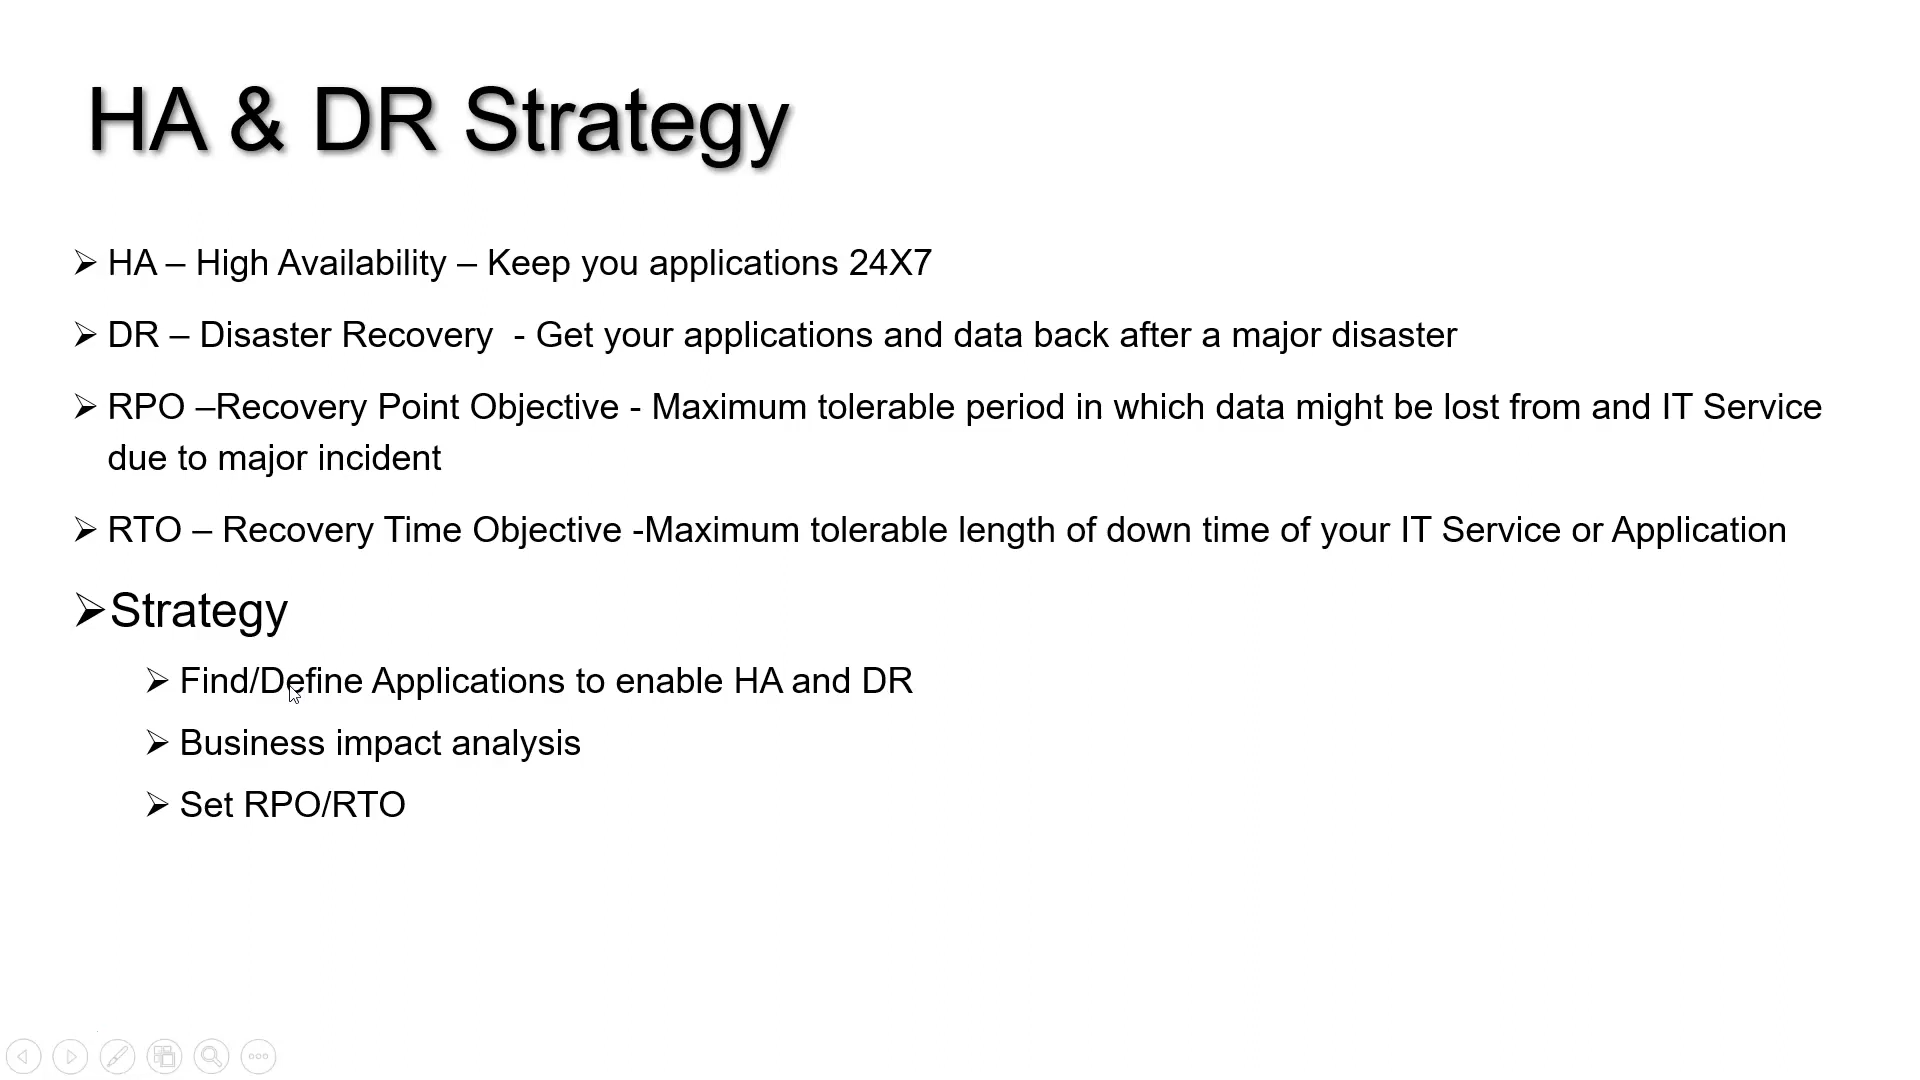 HA & DR Strategy
➢ HA – High Availability – Keep you applications 24X7
➢ DR – Disaster Recovery  - Get your applications and data back after a major disaster
➢ RPO –Recovery Point Objective - Maximum tolerable period in which data might be lost from and IT Service
due to major incident
➢ RTO – Recovery Time Objective -Maximum tolerable length of down time of your IT Service or Application
➢Strategy
➢ Find/Define Applications to enable HA and DR
➢ Business impact analysis
➢ Set RPO/RTO